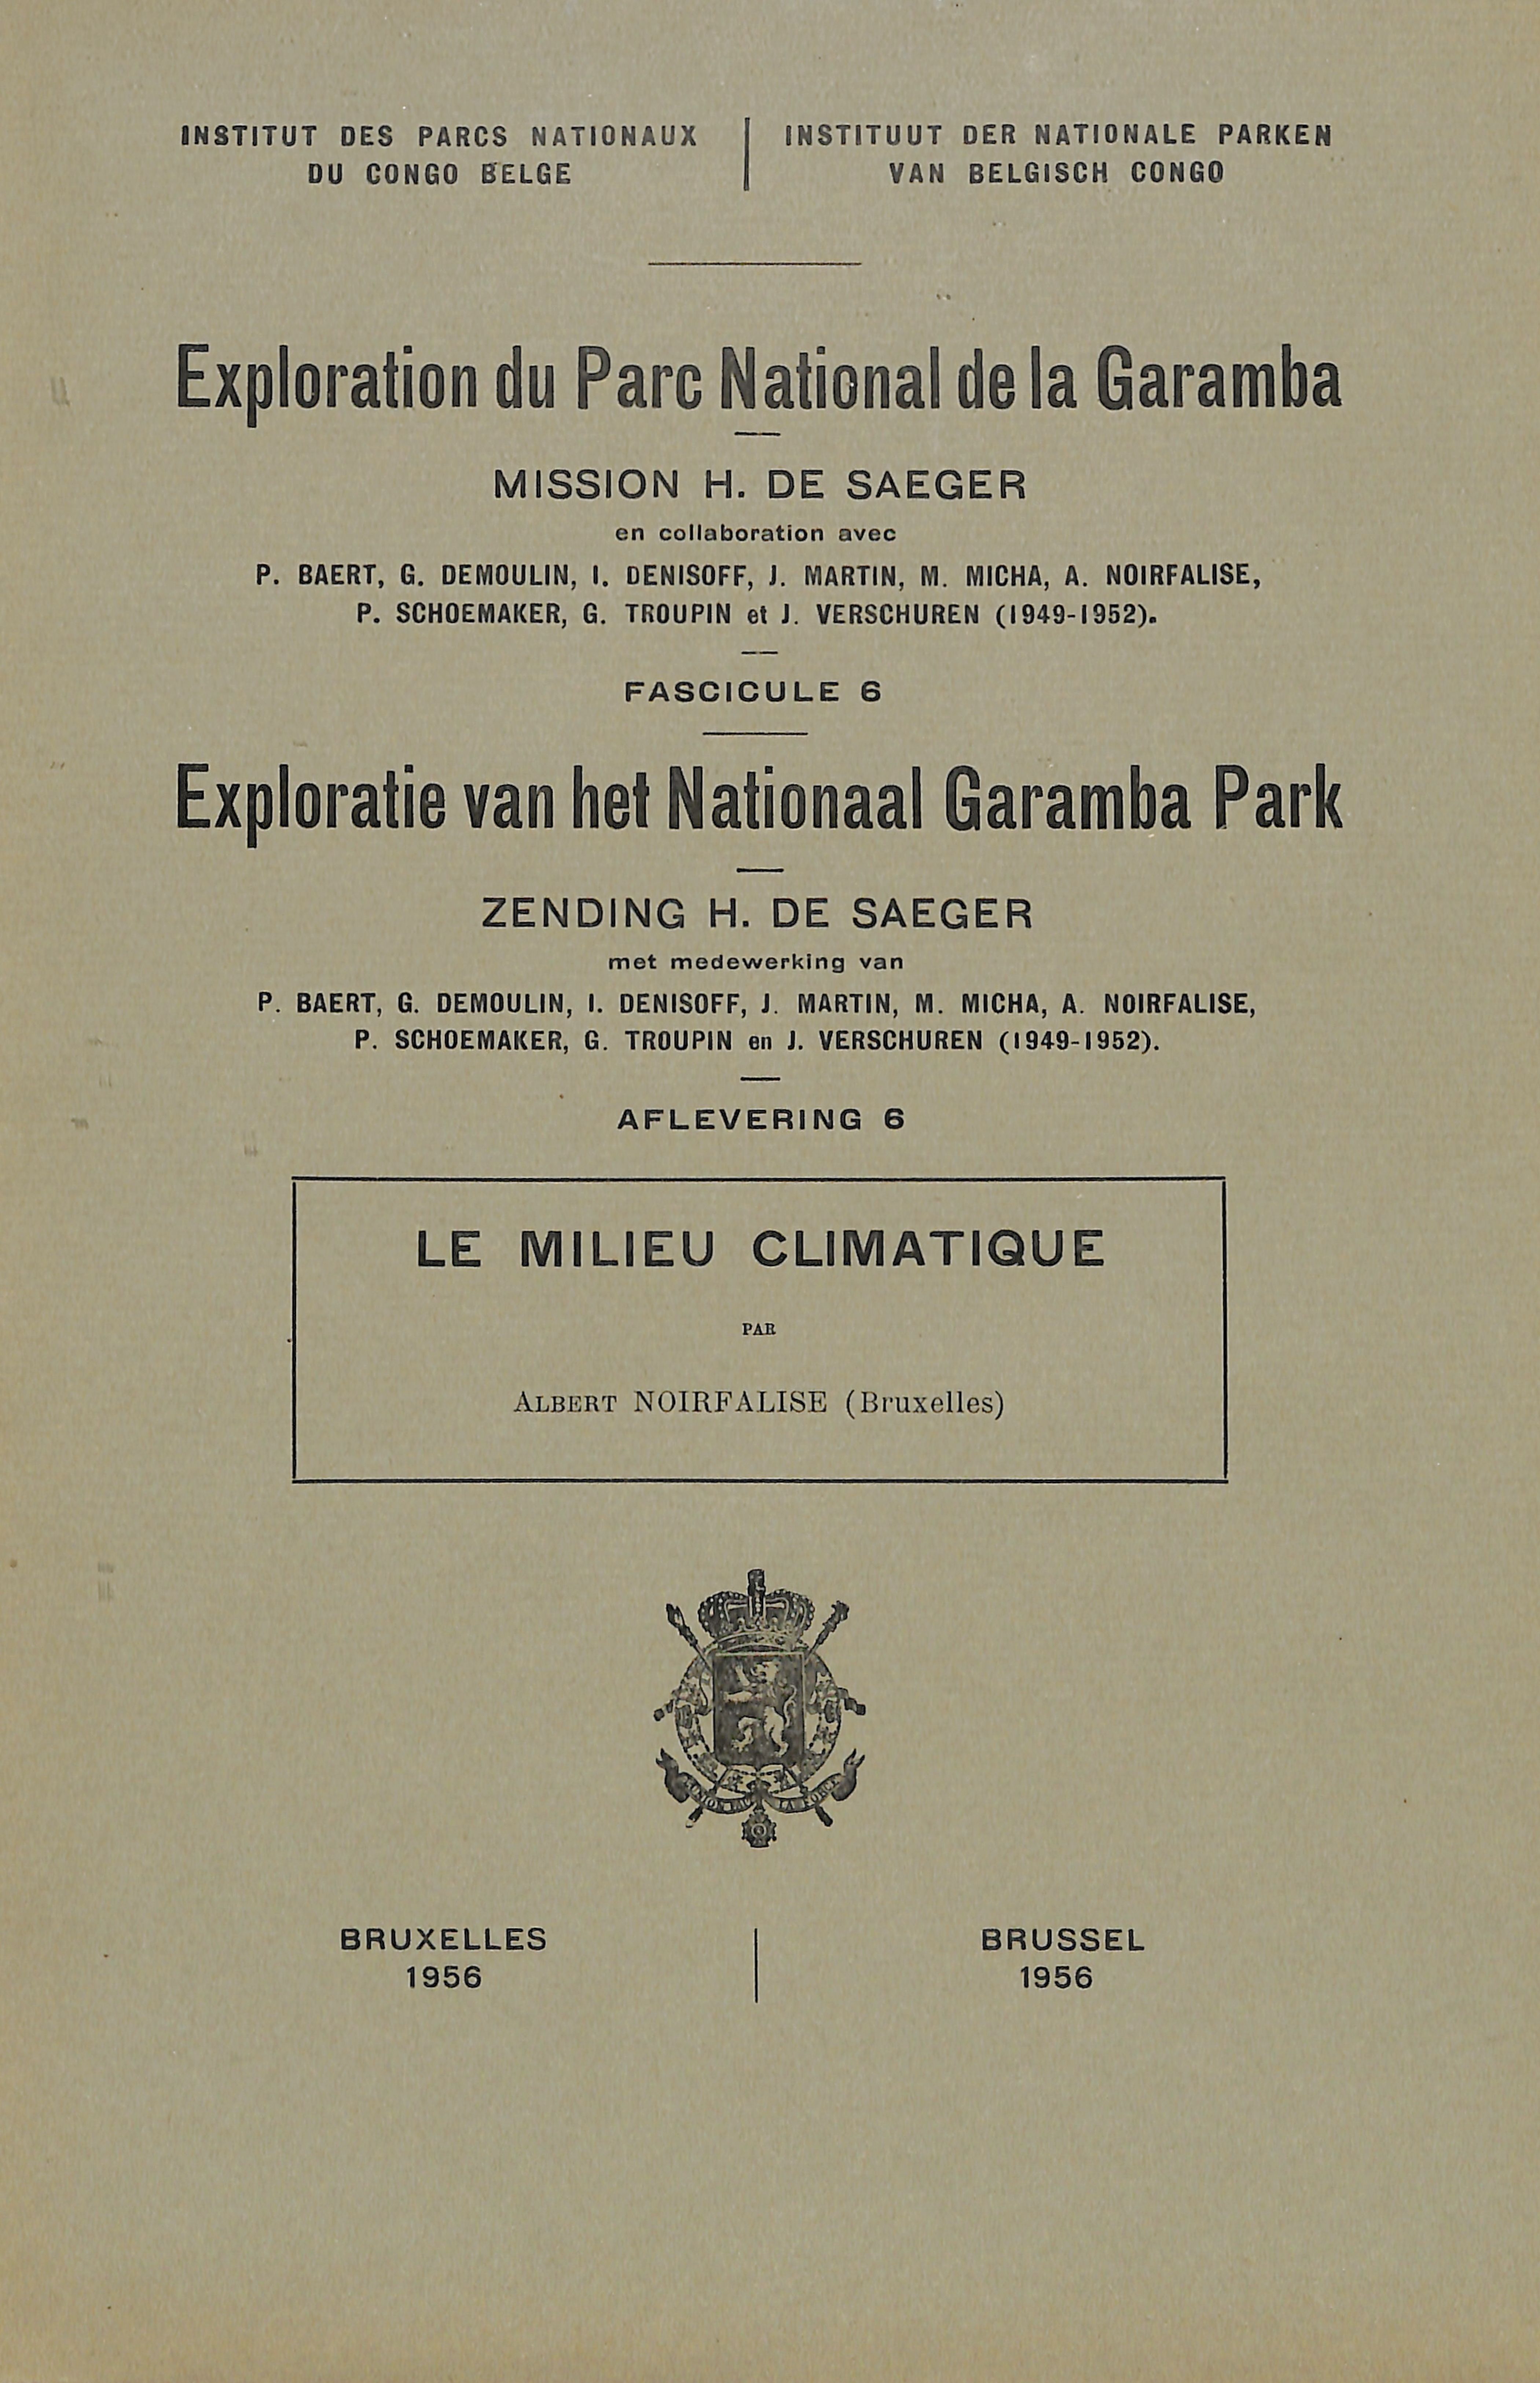 INSTITUT DES PARCS NATIONAUX
DU CONGO BELGE
INSTITUUT DER NATIONALE PARKEN
VAN BELGISCH CONGO
Exploration du Parc National de la Garamba
MISSION H. DE SAEGER
en collaboration avec
P. BAERT, G. DEMOULIN, I. DENISOFF, J. MARTIN, M. MICHA, A. NOIRFALISE,
P. SCHOEMAKER, G. TROUPIN et J. VERSCHUREN (1949-1952).
FASCICULE 6
Exploratie van het Nationaal Garamba Park
ZENDING H. DE SAEGER
met medewerking van
P. BAERT, G. DEMOULIN, I. DENISOFF, J. MARTIN, M. MICHA, A. NOIRFALISE,
P. SCHOEMAKER, G. TROUPIN en J. VERSCHUREN (1949-1952).
AFLEVERING 6
LE MILIEU CLIMATIQUE
PAR
ALBERT NOIRFALISE (Bruxelles)
UNION FAIT LA FORCE
BRUXELLES
1956
BRUSSEL
1956